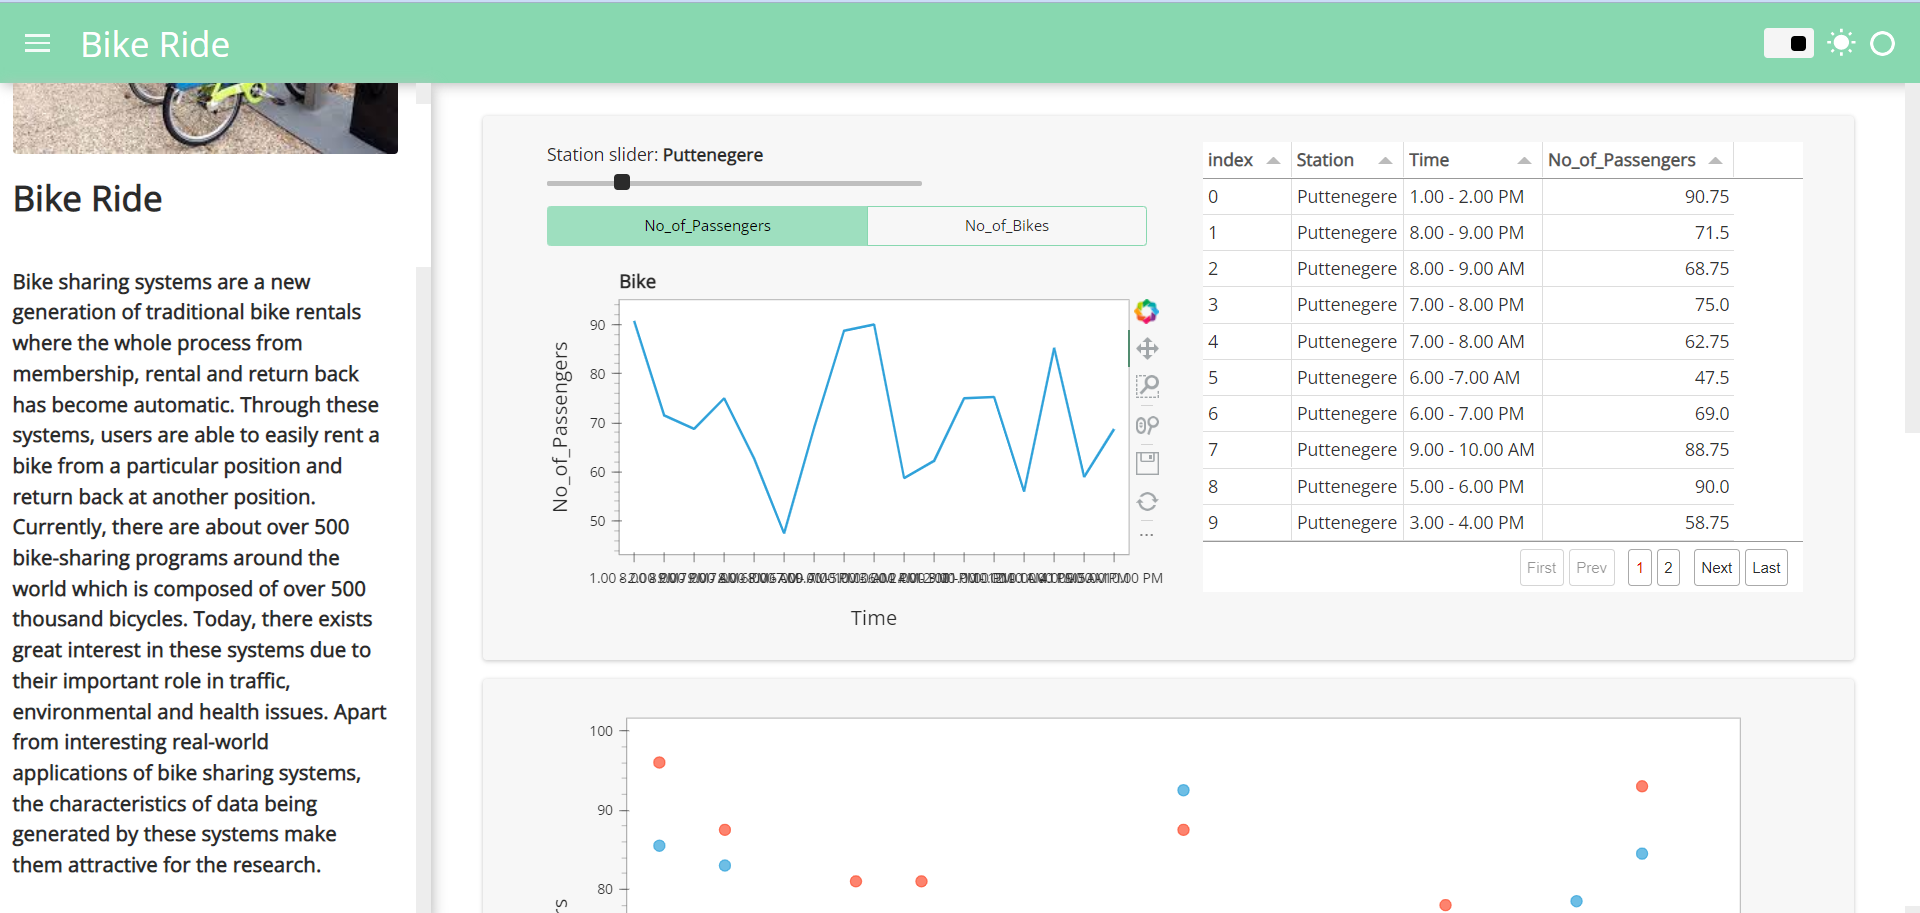 Bike Ride
Bike Ride
Bike sharing systems are a new
generation of traditional bike rentals
where the whole process from
membership, rental and return back
has become automatic. Through these
systems, users are able to easily rent a
bike from a particular position and
return back at another position.
Currently, there are about over 500
bike-sharing programs around the
world which is composed of over 500
thousand bicycles. Today, there exists
great interest in these systems due to
their important role in traffic,
environmental and health issues. Apart
from interesting real-world
applications of bike sharing systems,
the characteristics of data being
generated by these systems make
them attractive for the research.
Station slider: Puttenegere
No_of_Passengers No_of_Bikes
Bike
No_of_Passengers
90
80
70
60
50
Time
index Station Time No_of_Passengers
0 Puttenegere 1.00 - 2.00 PM 90.75
1 Puttenegere 8.00 - 9.00 PM 71.5
2 Puttenegere 8.00 - 9.00 AM 68.75
3 Puttenegere 7.00 - 8.00 PM 75.0
4 Puttenegere 7.00 - 8.00 AM 62.75
5 Puttenegere 6.00 -7.00 AM 47.5
6 Puttenegere 6.00 - 7.00 PM 69.0
7 Puttenegere 9.00 - 10.00 AM 88.75
8 Puttenegere 5.00 - 6.00 PM 90.0
9 Puttenegere 3.00 - 4.00 PM 58.75
First Prev 1 2 Next Last
100
90
80